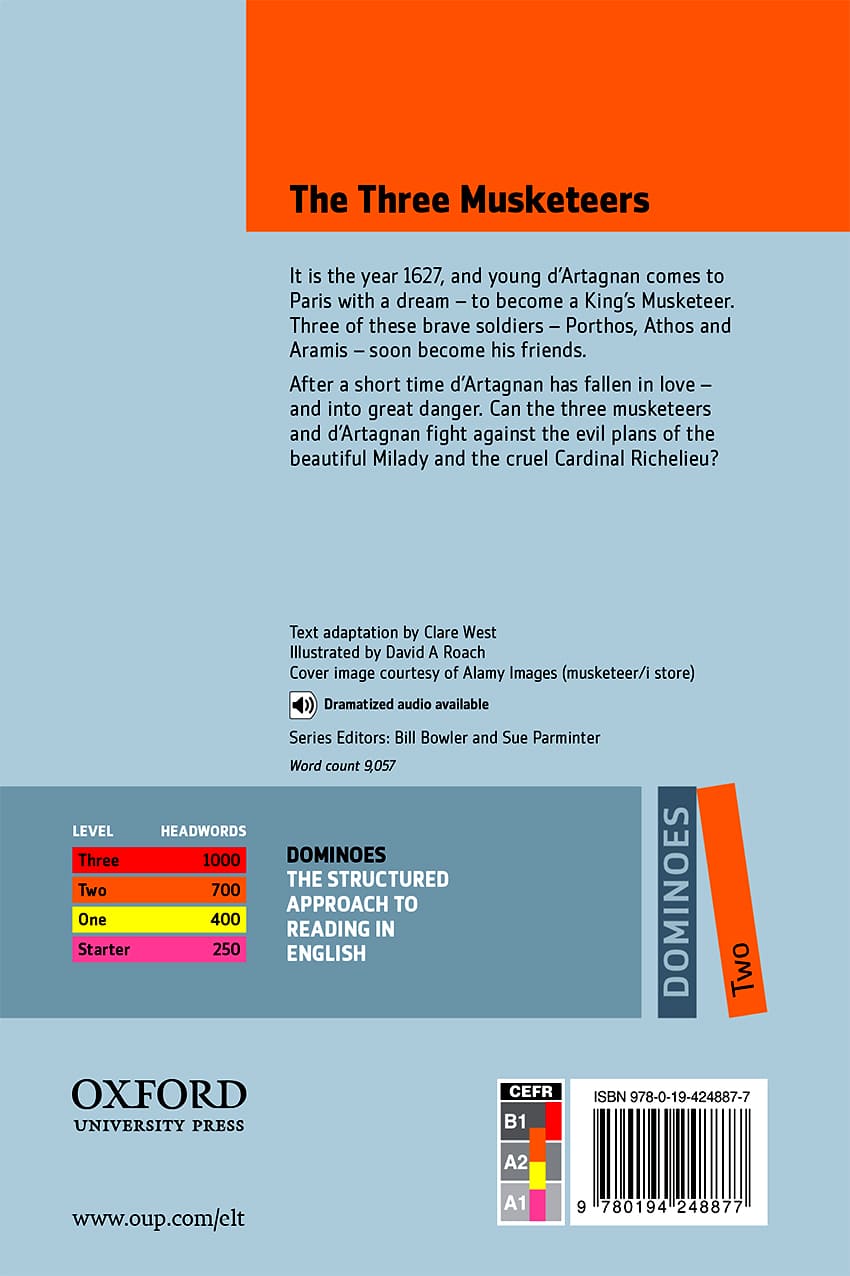 The Three Musketeers
It is the year 1627, and young d’Artagnan comes to
Paris with a dream – to become a King’s Musketeer.
Three of these brave soldiers – Porthos, Athos and
Aramis – soon become his friends.
After a short time d’Artagnan has fallen in love –
and into great danger. Can the three musketeers
and d’Artagnan fight against the evil plans of the
beautiful Milady and the cruel Cardinal Richelieu?
Text adaptation by Clare West
Illustrated by David A Roach
Cover image courtesy of Alamy Images (musketeer/i store)
Dramatized audio available
Series Editors: Bill Bowler and Sue Parminter
Word count 9,057
LEVEL HEADWORDS
Three 1000
Two 700
One 400
Starter 250
DOMINOES
THE STRUCTURED
APPROACH TO
READING IN
ENGLISH
DOMINOES
Two
OXFORD
UNIVERSITY PRESS
www.oup.com/elt
CEFR
B1
A2
A1
ISBN 978-0-19-424887-7
9 780194 248877